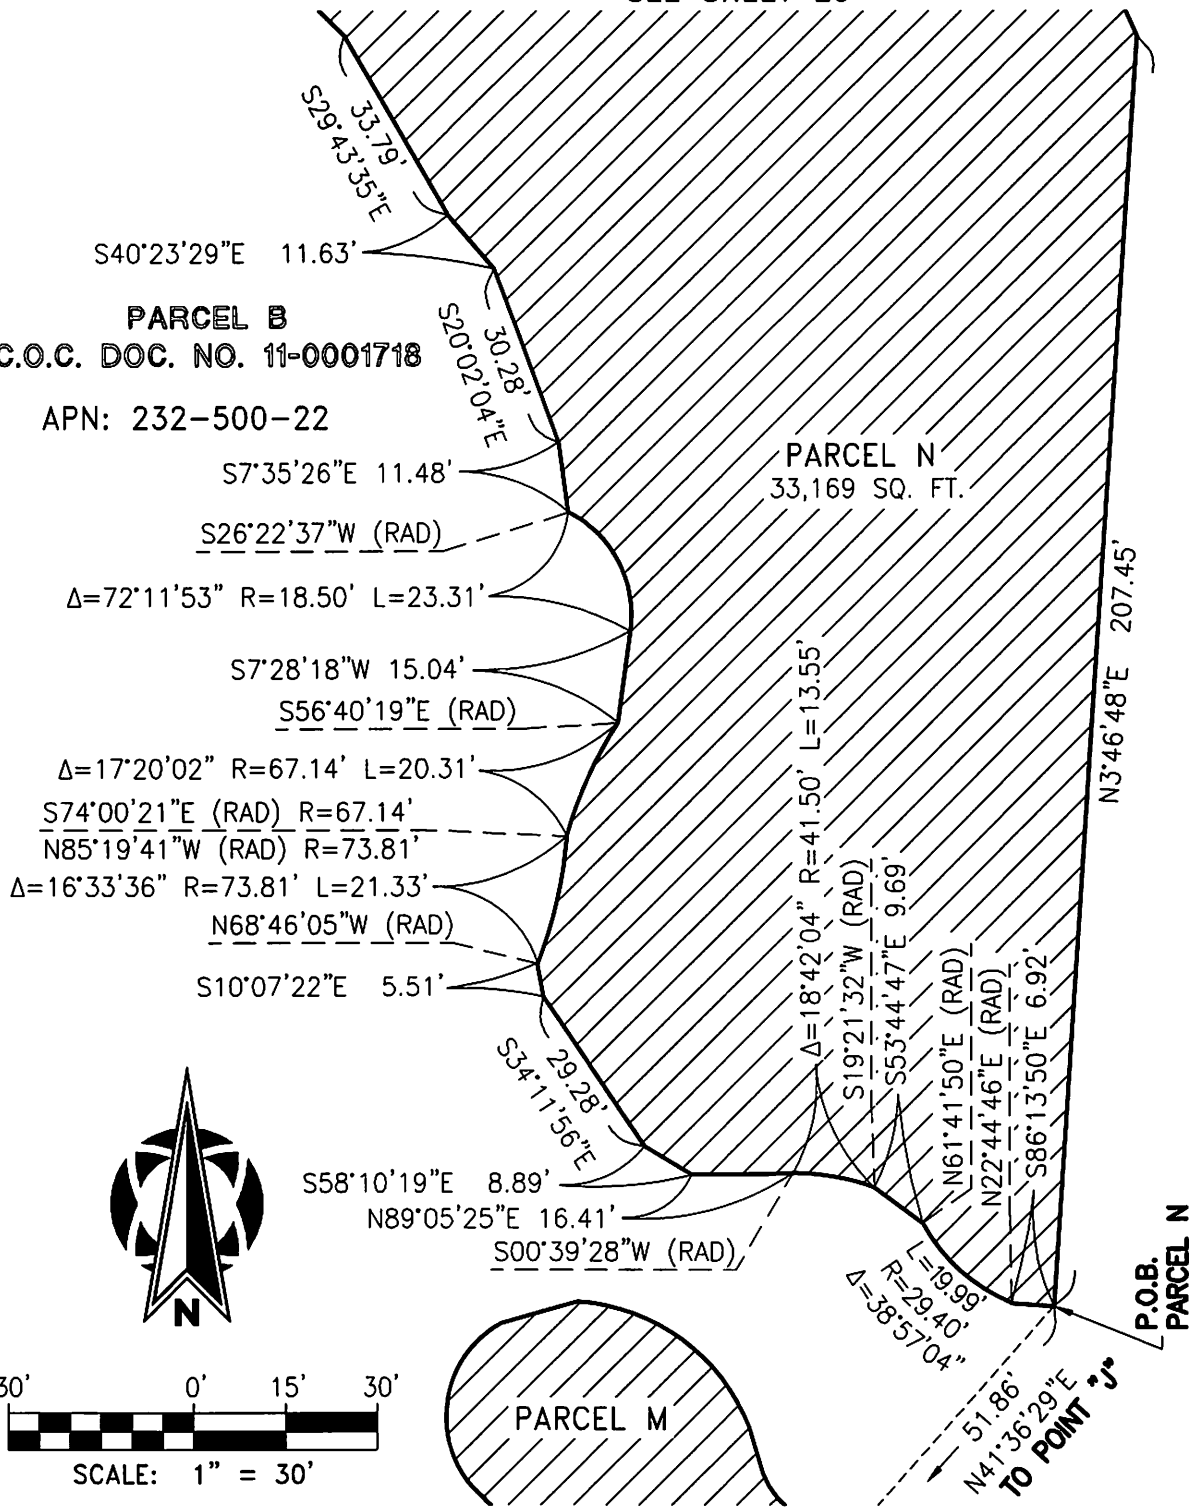 33.79'
S29°43'35"E
S40°23'29"E 11.63'
PARCEL B
C.O.C. DOC. NO. 11-0001718
APN: 232-500-22
30.28'
S20°02'04"E
PARCEL N
33,169 SQ. FT.
S7°35'26"E 11.48'
S26°22'37"W (RAD)
Δ=72°11'53" R=18.50' L=23.31'
S7°28'18"W 15.04'
S56°40'19"E (RAD)
Δ=17°20'02" R=67.14' L=20.31'
S74°00'21"E (RAD) R=67.14'
N85°19'41"W (RAD) R=73.81'
Δ=16°33'36" R=73.81' L=21.33'
N68°46'05"W (RAD)
S10°07'22"E 5.51'
29.28'
S34°11'56"E
S58°10'19"E 8.89'
N89°05'25"E 16.41'
S00°39'28"W (RAD)
Δ=18°42'04" R=41.50' L=13.55'
S19°21'32"W (RAD)
S53°44'47"E 9.69'
N61°41'50"E (RAD)
N22°44'46"E (RAD)
S86°13'50"E 6.92'
N3°46'48"E 207.45'
L=19.99'
R=29.40'
Δ=38°57'04"
P.O.B.
PARCEL N
51.86'
N41°36'29"E
TO POINT "J"
PARCEL M
N
30' 0' 15' 30'
SCALE: 1" = 30'